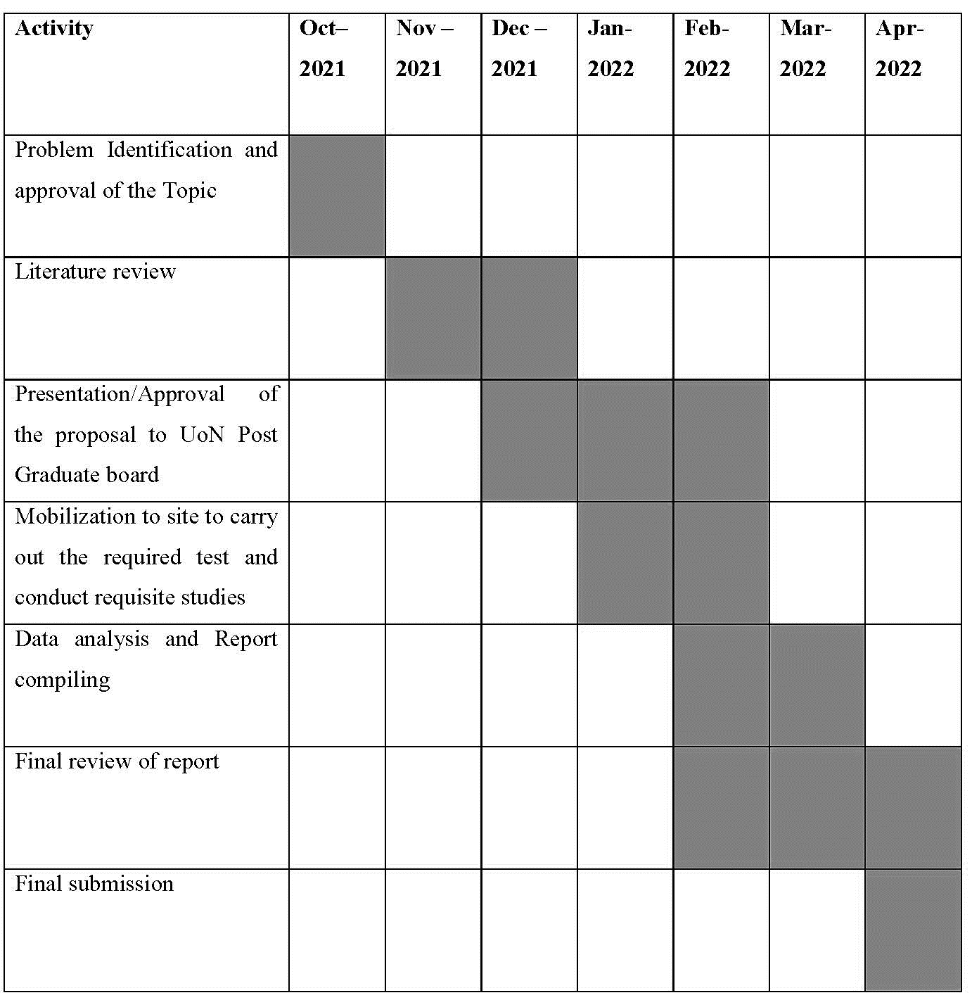 Activity Oct– Nov – Dec – Jan- Feb- Mar- Apr-
2021 2021 2021 2022 2022 2022 2022
Problem Identification and
approval of the Topic
Literature review
Presentation/Approval of
the proposal to UoN Post
Graduate board
Mobilization to site to carry
out the required test and
conduct requisite studies
Data analysis and Report
compiling
Final review of report
Final submission